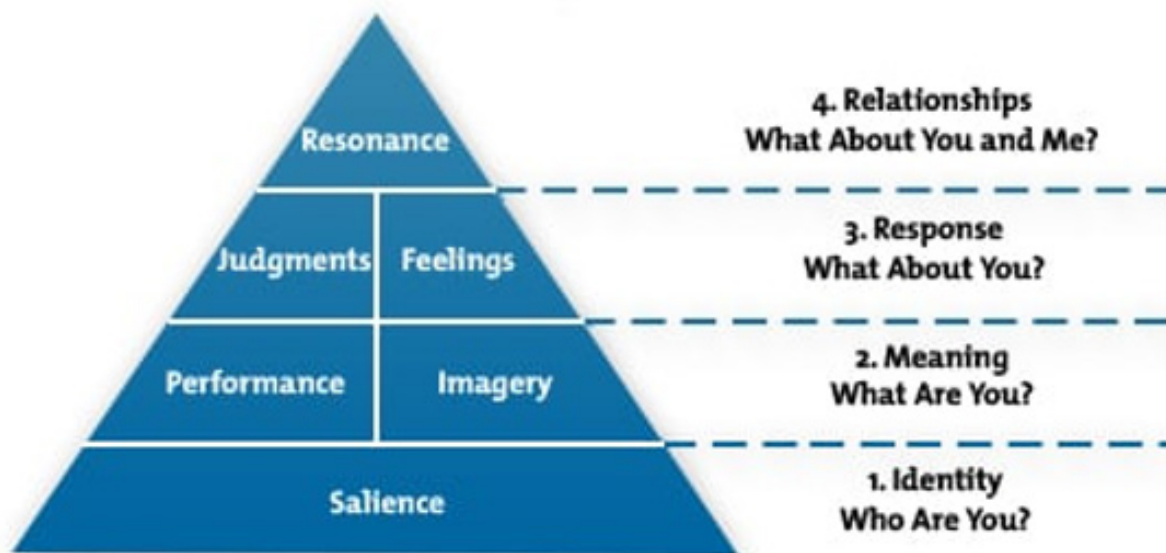 Resonance
4. Relationships
What About You and Me?
Judgments
Feelings
3. Response
What About You?
Performance
Imagery
2. Meaning
What Are You?
Salience
1. Identity
Who Are You?